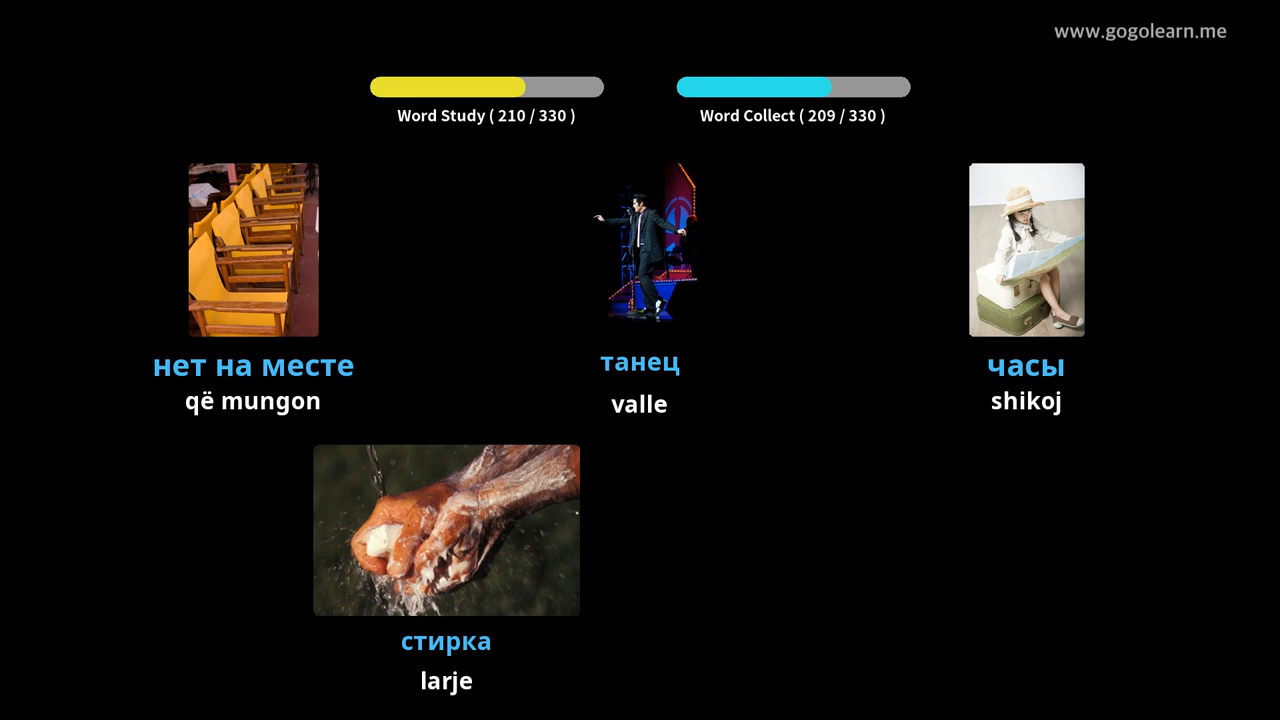 www.gogolearn.me
Word Study ( 210 / 330 )
Word Collect ( 209 / 330 )
нет на месте
që mungon
танец
valle
часы
shikoj
стирка
larje